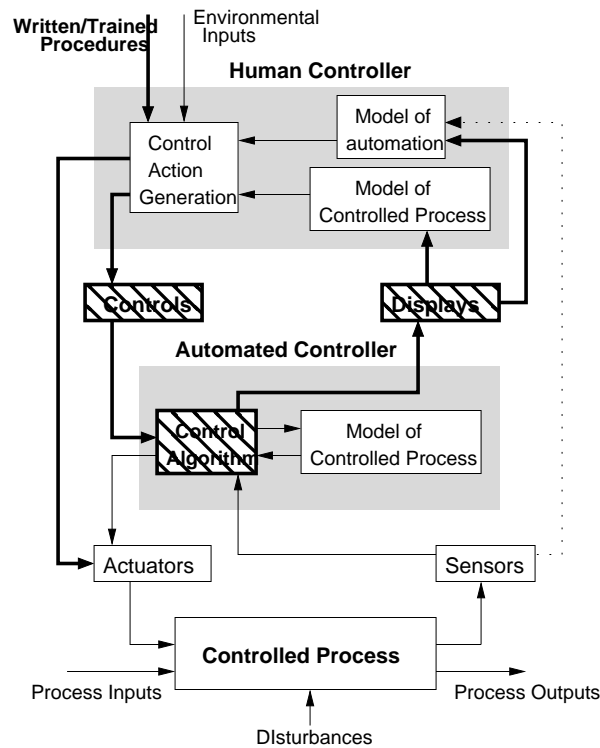 Written/Trained
Procedures
Environmental
Inputs
Human Controller
Control
Action
Generation
Model of
automation
Model of
Controlled Process
Controls
Displays
Automated Controller
Control
Algorithm
Model of
Controlled Process
Actuators
Sensors
Controlled Process
Process Inputs
Process Outputs
DIsturbances